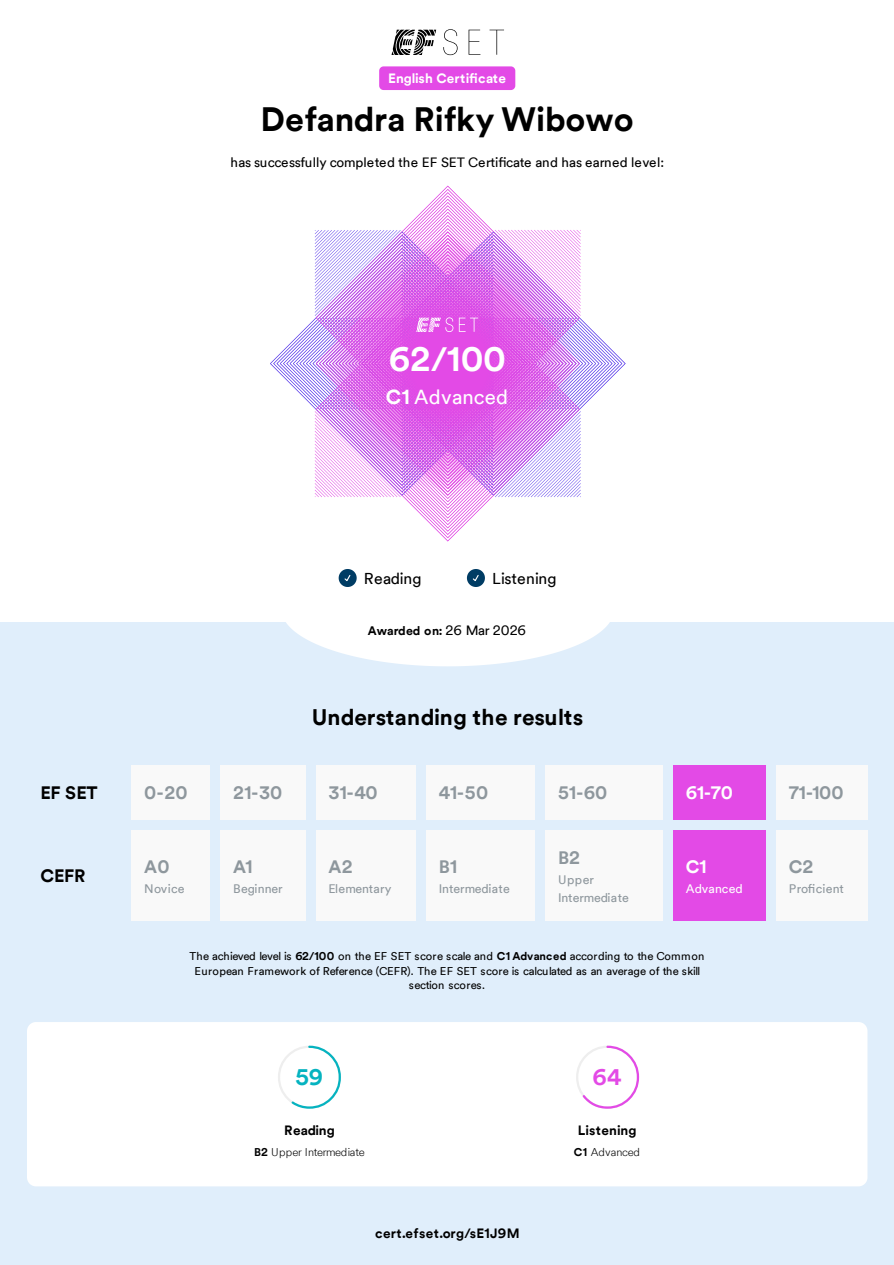 EF SET
English Certificate
Defandra Rifky Wibowo
has successfully completed the EF SET Certificate and has earned level:
EF SET
62/100
C1 Advanced
Reading Listening
Awarded on: 26 Mar 2026
Understanding the results
EF SET 0-20 21-30 31-40 41-50 51-60 61-70 71-100
CEFR
A0
Novice
A1
Beginner
A2
Elementary
B1
Intermediate
B2
Upper
Intermediate
C1
Advanced
C2
Proficient
The achieved level is 62/100 on the EF SET score scale and C1 Advanced according to the Common
European Framework of Reference (CEFR). The EF SET score is calculated as an average of the skill
section scores.
59
Reading
B2 Upper Intermediate
64
Listening
C1 Advanced
cert.efset.org/sE1J9M